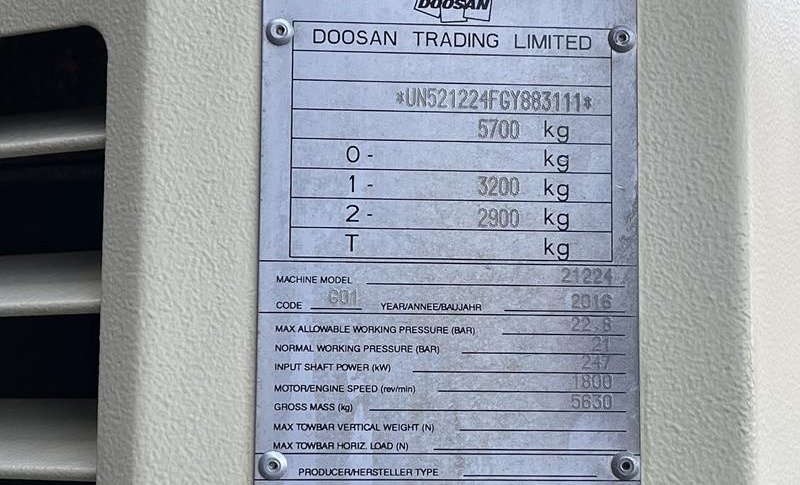 DOOSAN
DOOSAN TRADING LIMITED
*UN521224FGY883111*
5700 kg
0- kg
1- 3200 kg
2- 2900 kg
T kg
MACHINE MODEL 21224
CODE G01 YEAR/ANNEE/BAUJAHR 2016
MAX ALLOWABLE WORKING PRESSURE (BAR) 22.8
NORMAL WORKING PRESSURE (BAR) 21
INPUT SHAFT POWER (kW) 247
MOTOR/ENGINE SPEED (rev/min) 1800
GROSS MASS (kg) 5630
MAX TOWBAR VERTICAL WEIGHT (N)
MAX TOWBAR HORIZ. LOAD (N)
PRODUCER/HERSTELLER TYPE